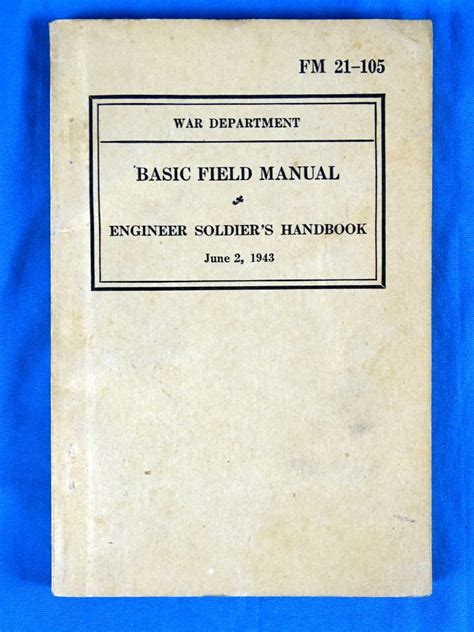 FM 21–105
WAR DEPARTMENT
BASIC FIELD MANUAL
ENGINEER SOLDIER'S HANDBOOK
June 2, 1943